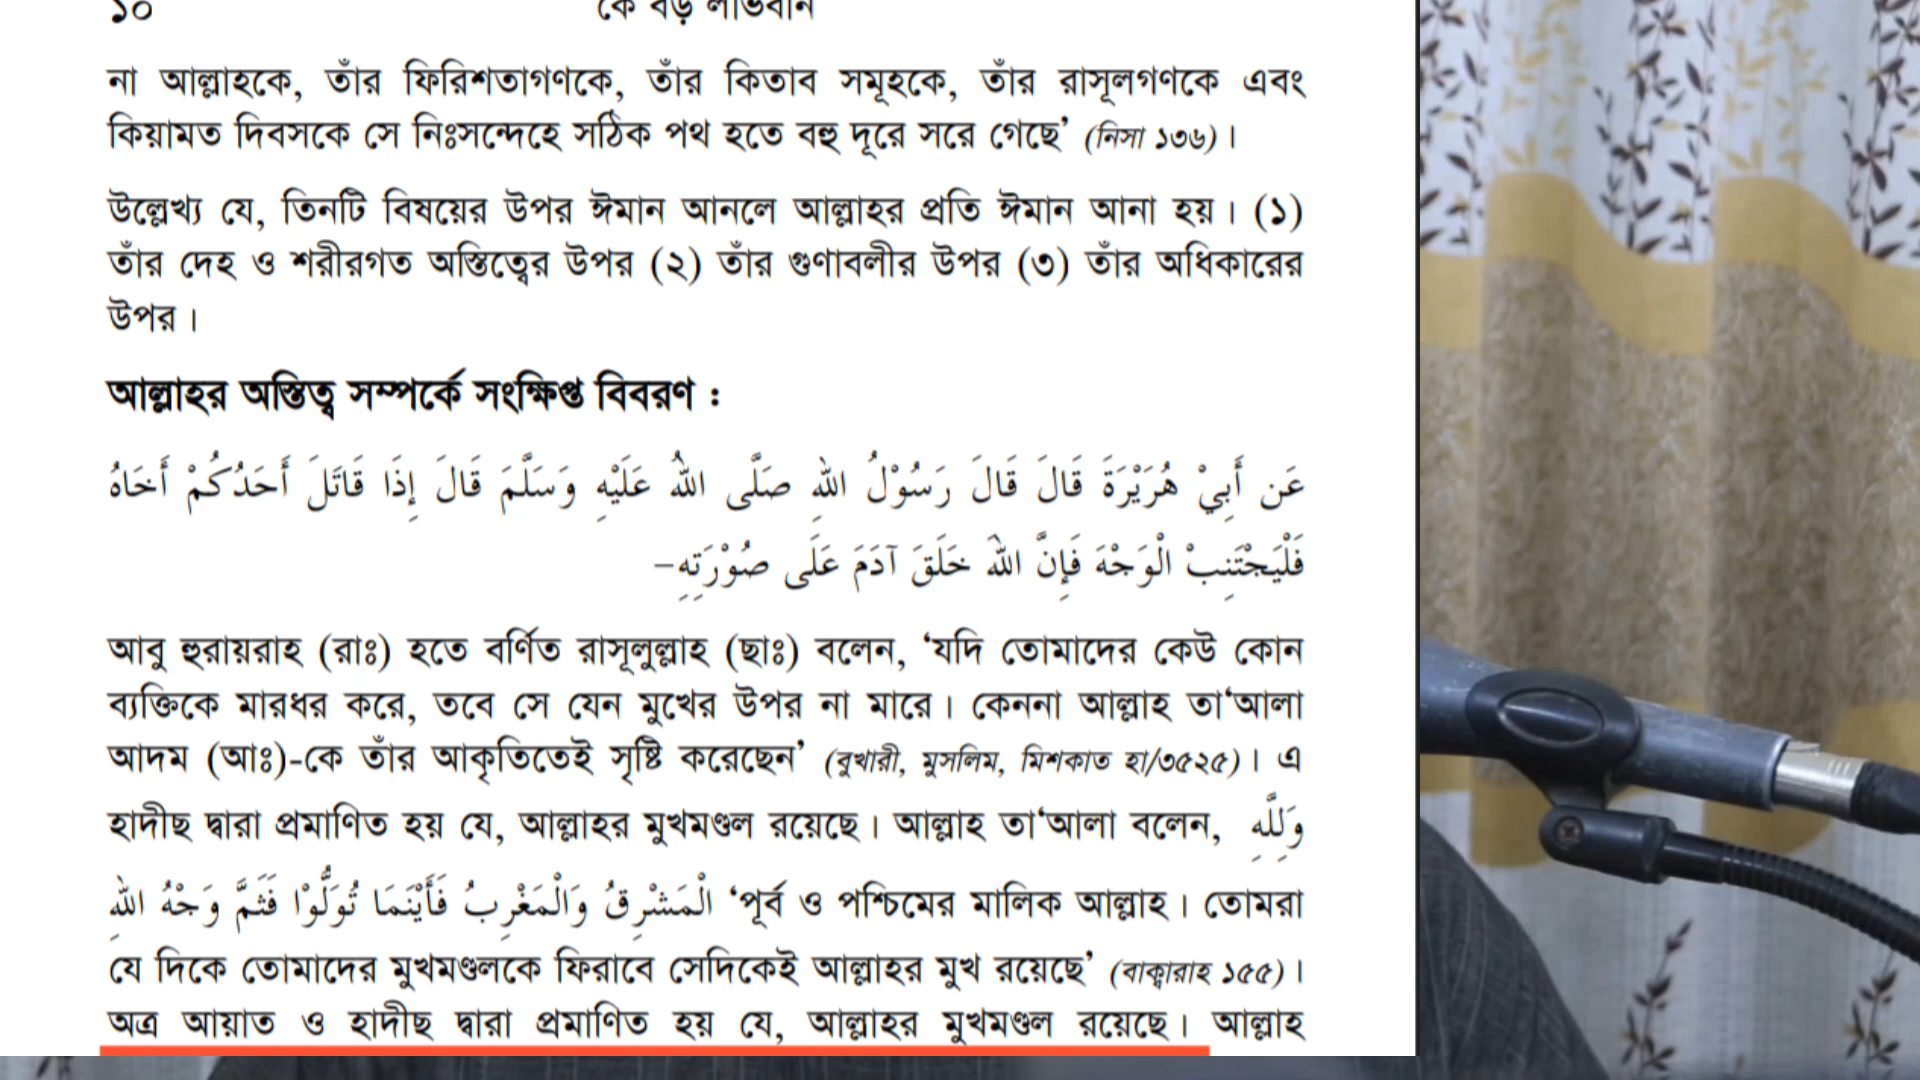 ১০ কে বড় লাভবান
না আল্লাহকে, তাঁর ফিরিশতাগণকে, তাঁর কিতাব সমূহকে, তাঁর রাসূলগণকে এবং
কিয়ামত দিবসকে সে নিঃসন্দেহে সঠিক পথ হতে বহু দূরে সরে গেছে’ (নিসা ১৩৬)।
উল্লেখ্য যে, তিনটি বিষয়ের উপর ঈমান আনলে আল্লাহর প্রতি ঈমান আনা হয়। (১)
তাঁর দেহ ও শরীরগত অস্তিত্বের উপর (২) তাঁর গুণাবলীর উপর (৩) তাঁর অধিকারের
উপর।
আল্লাহর অস্তিত্ব সম্পর্কে সংক্ষিপ্ত বিবরণ :
عَن أَبِيْ هُرَيْرَةَ قَالَ قَالَ رَسُوْلُ اللهِ صَلَّى اللهُ عَلَيْهِ وَسَلَّمَ قَالَ إِذَا قَاتَلَ أَحَدُكُمْ أَخَاهُ
فَلْيَجْتَنِبْ الْوَجْهَ فَإِنَّ اللهَ خَلَقَ آدَمَ عَلَى صُوْرَتِهِ–
আবু হুরায়রাহ (রাঃ) হতে বর্ণিত রাসূলুল্লাহ (ছাঃ) বলেন, ‘যদি তোমাদের কেউ কোন
ব্যক্তিকে মারধর করে, তবে সে যেন মুখের উপর না মারে। কেননা আল্লাহ তা‘আলা
আদম (আঃ)-কে তাঁর আকৃতিতেই সৃষ্টি করেছেন’ (বুখারী, মুসলিম, মিশকাত হা/৩৫২৫)। এ
হাদীছ দ্বারা প্রমাণিত হয় যে, আল্লাহর মুখমণ্ডল রয়েছে। আল্লাহ তা‘আলা বলেন, وَلِلَّهِ
الْمَشْرِقُ وَالْمَغْرِبُ فَأَيْنَمَا تُوَلُّوْا فَثَمَّ وَجْهُ اللهِ ‘পূর্ব ও পশ্চিমের মালিক আল্লাহ। তোমরা
যে দিকে তোমাদের মুখমণ্ডলকে ফিরাবে সেদিকেই আল্লাহর মুখ রয়েছে’ (বাক্বারাহ ১৫৫)।
অত্র আয়াত ও হাদীছ দ্বারা প্রমাণিত হয় যে, আল্লাহর মুখমণ্ডল রয়েছে। আল্লাহ